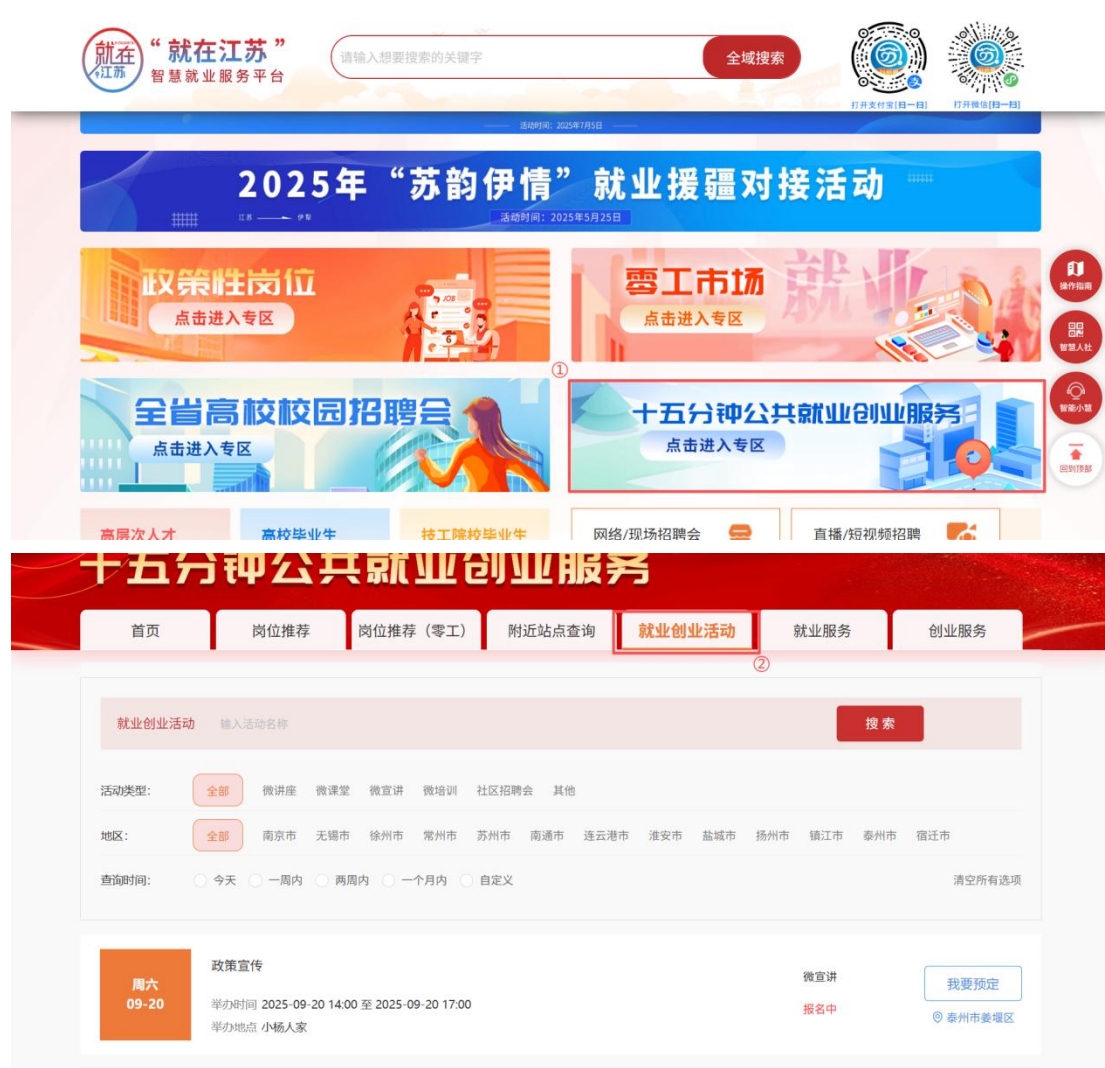 就在
江苏
“就在江苏”
智慧就业服务平台
请输入想要搜索的关键字
全域搜索
打开支付宝[扫一扫]
打开微信[扫一扫]
活动时间：2025年7月5日
2025年“苏韵伊情”就业援疆对接活动
江苏 伊犁
活动时间：2025年5月25日
政策性岗位
点击进入专区
JOB
6
零工市场
点击进入专区
就业
操作指南
智慧人社
①
全省高校校园招聘会
点击进入专区
十五分钟公共就业创业服务
点击进入专区
智能小慧
回到顶部
高层次人才
高校毕业生
技工院校毕业生
网络/现场招聘会
直播/短视频招聘
十五分钟公共就业创业服务
首页
岗位推荐
岗位推荐（零工）
附近站点查询
就业创业活动
就业服务
创业服务
②
就业创业活动 输入活动名称 搜索
活动类型： 全部 微讲座 微课堂 微宣讲 微培训 社区招聘会 其他
地区： 全部 南京市 无锡市 徐州市 常州市 苏州市 南通市 连云港市 淮安市 盐城市 扬州市 镇江市 泰州市 宿迁市
查询时间： 今天 一周内 两周内 一个月内 自定义 清空所有选项
周六
09-20
政策宣传
举办时间 2025-09-20 14:00 至 2025-09-20 17:00
举办地点 小杨人家
微宣讲
报名中
我要预定
泰州市姜堰区